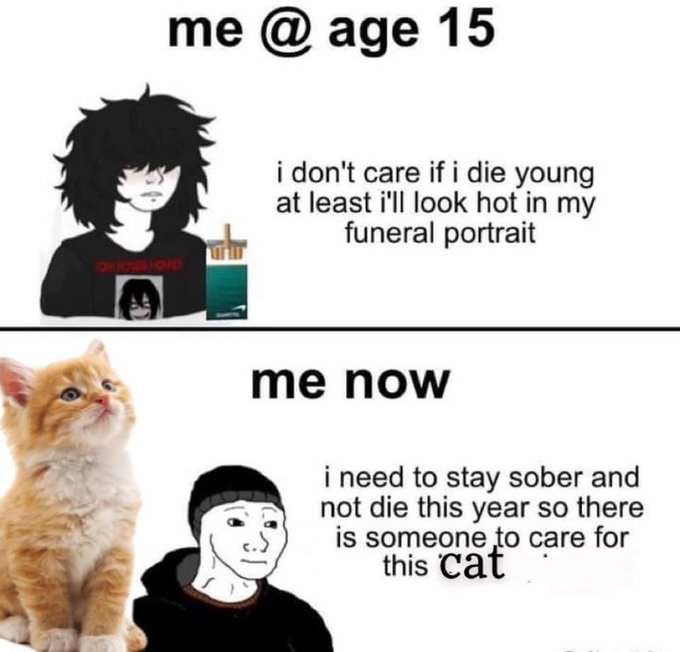 me @ age 15
i don't care if i die young
at least i'll look hot in my
funeral portrait
me now
i need to stay sober and
not die this year so there
is someone to care for
this cat